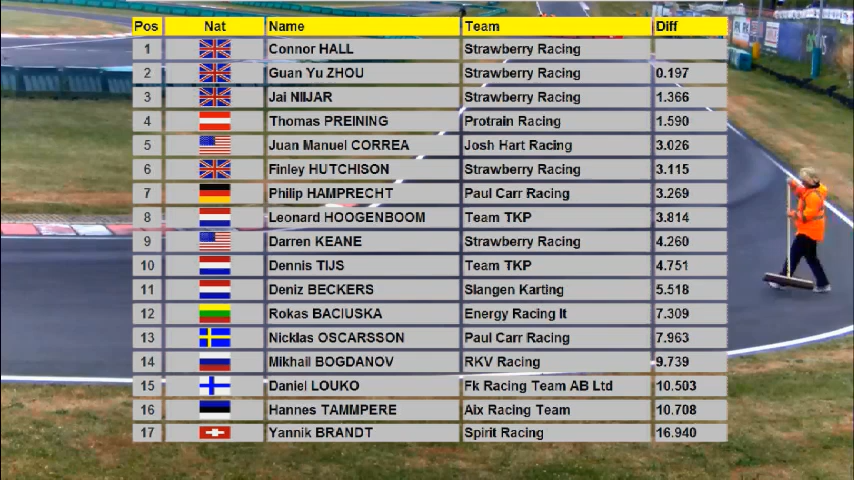 Pos Nat Name Team Diff
1 Connor HALL Strawberry Racing
2 Guan Yu ZHOU Strawberry Racing 0.197
3 Jai NIIJAR Strawberry Racing 1.366
4 Thomas PREINING Protrain Racing 1.590
5 Juan Manuel CORREA Josh Hart Racing 3.026
6 Finley HUTCHISON Strawberry Racing 3.115
7 Philip HAMPRECHT Paul Carr Racing 3.269
8 Leonard HOOGENBOOM Team TKP 3.814
9 Darren KEANE Strawberry Racing 4.260
10 Dennis TIJS Team TKP 4.751
11 Deniz BECKERS Slangen Karting 5.518
12 Rokas BACIUSKA Energy Racing It 7.309
13 Nicklas OSCARSSON Paul Carr Racing 7.963
14 Mikhail BOGDANOV RKV Racing 9.739
15 Daniel LOUKO Fk Racing Team AB Ltd 10.503
16 Hannes TAMMPERE Aix Racing Team 10.708
17 Yannik BRANDT Spirit Racing 16.940